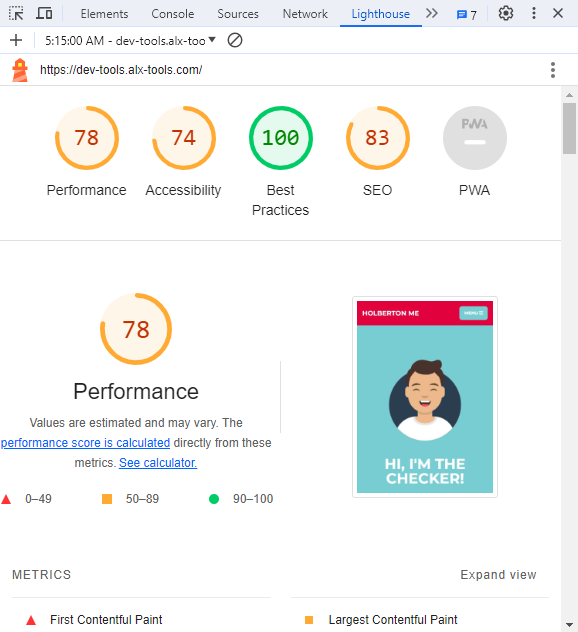 Elements Console Sources Network Lighthouse 7
5:15:00 AM - dev-tools.alx-too
https://dev-tools.alx-tools.com/
78 74 100 83 PWA
Performance Accessibility Best Practices SEO PWA
78
Performance
Values are estimated and may vary. The
performance score is calculated directly from these
metrics. See calculator.
0–49 50–89 90–100
HOLBERTON ME MENU
HI, I'M THE
CHECKER!
METRICS Expand view
First Contentful Paint Largest Contentful Paint